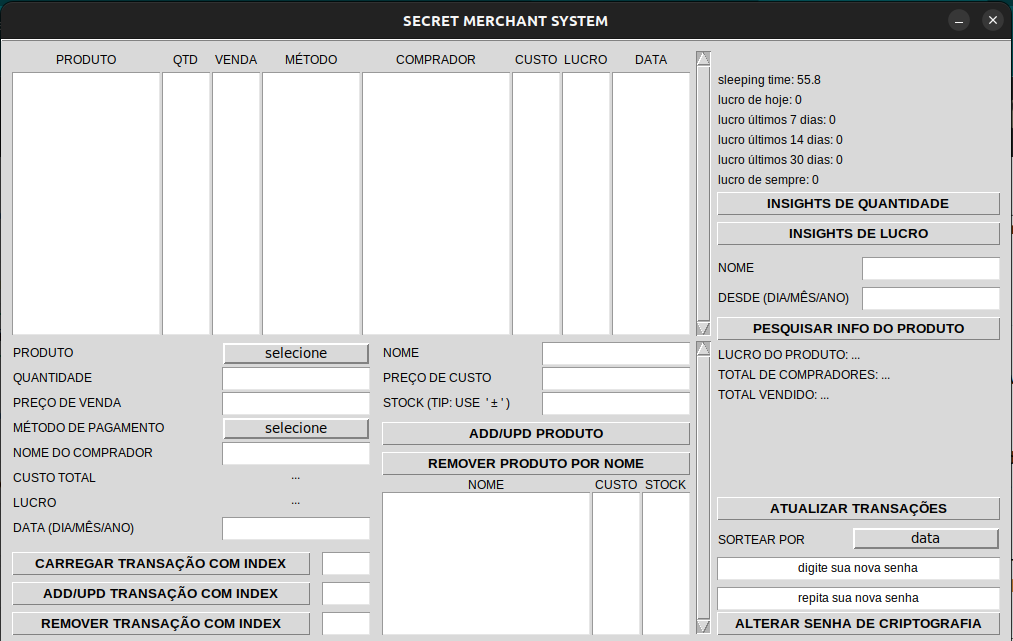 SECRET MERCHANT SYSTEM
PRODUTO QTD VENDA MÉTODO COMPRADOR CUSTO LUCRO DATA
sleeping time: 55.8
lucro de hoje: 0
lucro últimos 7 dias: 0
lucro últimos 14 dias: 0
lucro últimos 30 dias: 0
lucro de sempre: 0
INSIGHTS DE QUANTIDADE
INSIGHTS DE LUCRO
NOME
DESDE (DIA/MÊS/ANO)
PESQUISAR INFO DO PRODUTO
LUCRO DO PRODUTO: ...
TOTAL DE COMPRADORES: ...
TOTAL VENDIDO: ...
PRODUTO selecione
QUANTIDADE
PREÇO DE VENDA
MÉTODO DE PAGAMENTO selecione
NOME DO COMPRADOR
CUSTO TOTAL ...
LUCRO ...
DATA (DIA/MÊS/ANO)
CARREGAR TRANSAÇÃO COM INDEX
ADD/UPD TRANSAÇÃO COM INDEX
REMOVER TRANSAÇÃO COM INDEX
NOME
PREÇO DE CUSTO
STOCK (TIP: USE ' ± ' )
ADD/UPD PRODUTO
REMOVER PRODUTO POR NOME
NOME CUSTO STOCK
ATUALIZAR TRANSAÇÕES
SORTEAR POR data
digite sua nova senha
repita sua nova senha
ALTERAR SENHA DE CRIPTOGRAFIA